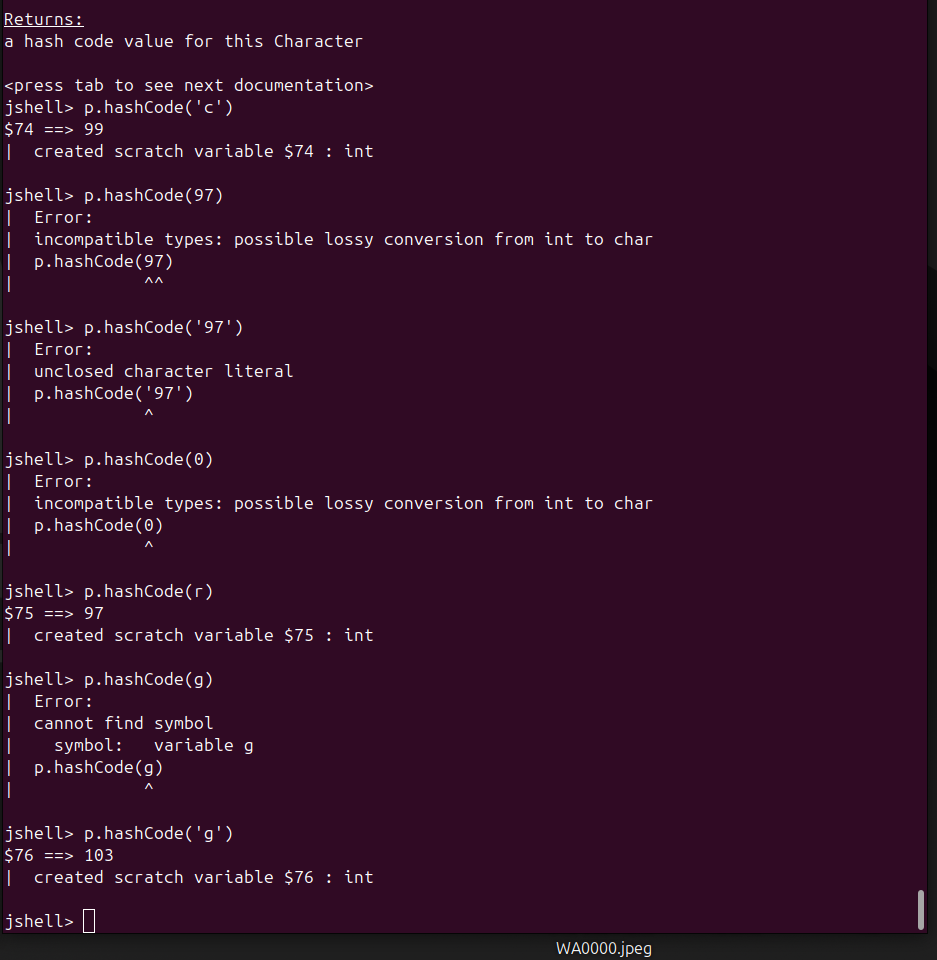 Returns:
a hash code value for this Character
<press tab to see next documentation>
jshell> p.hashCode('c')
$74 ==> 99
|  created scratch variable $74 : int
jshell> p.hashCode(97)
|  Error:
|  incompatible types: possible lossy conversion from int to char
|  p.hashCode(97)
|             ^^
jshell> p.hashCode('97')
|  Error:
|  unclosed character literal
|  p.hashCode('97')
|             ^
jshell> p.hashCode(0)
|  Error:
|  incompatible types: possible lossy conversion from int to char
|  p.hashCode(0)
|             ^
jshell> p.hashCode(r)
$75 ==> 97
|  created scratch variable $75 : int
jshell> p.hashCode(g)
|  Error:
|  cannot find symbol
|    symbol:   variable g
|  p.hashCode(g)
|             ^
jshell> p.hashCode('g')
$76 ==> 103
|  created scratch variable $76 : int
jshell>
WA0000.jpeg